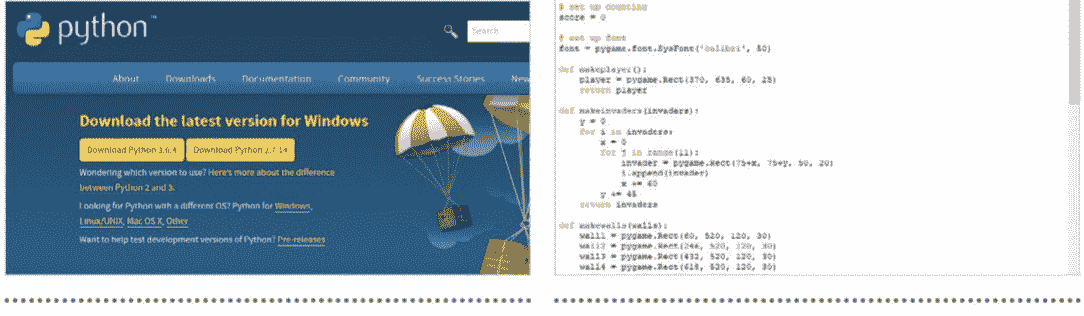 python™
Search
About Downloads Documentation Community Success Stories New
Download the latest version for Windows
Download Python 3.6.4 Download Python 2.7.14
Wondering which version to use? Here's more about the difference
between Python 2 and 3.
Looking for Python with a different OS? Python for Windows,
Linux/UNIX, Mac OS X, Other
Want to help test development versions of Python? Pre-releases
# set up counting
score = 0
# set up font
font = pygame.font.SysFont('calibri', 50)
def makeplayer():
    player = pygame.Rect(370, 635, 60, 25)
    return player
def makeinvaders(invaders):
    y = 0
    for i in invaders:
        x = 0
        for j in range(11):
            invader = pygame.Rect(75+x, 75+y, 50, 20)
            i.append(invader)
            x += 60
        y += 45
    return invaders
def makewalls(walls):
    wall1 = pygame.Rect(60, 520, 120, 30)
    wall2 = pygame.Rect(246, 520, 120, 30)
    wall3 = pygame.Rect(432, 520, 120, 30)
    wall4 = pygame.Rect(618, 520, 120, 30)